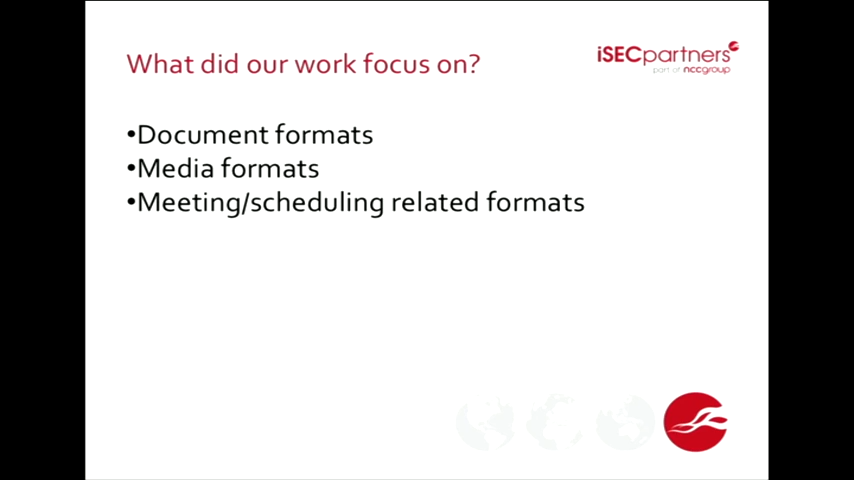 What did our work focus on?
iSECpartners
part of nccgroup
•Document formats
•Media formats
•Meeting/scheduling related formats